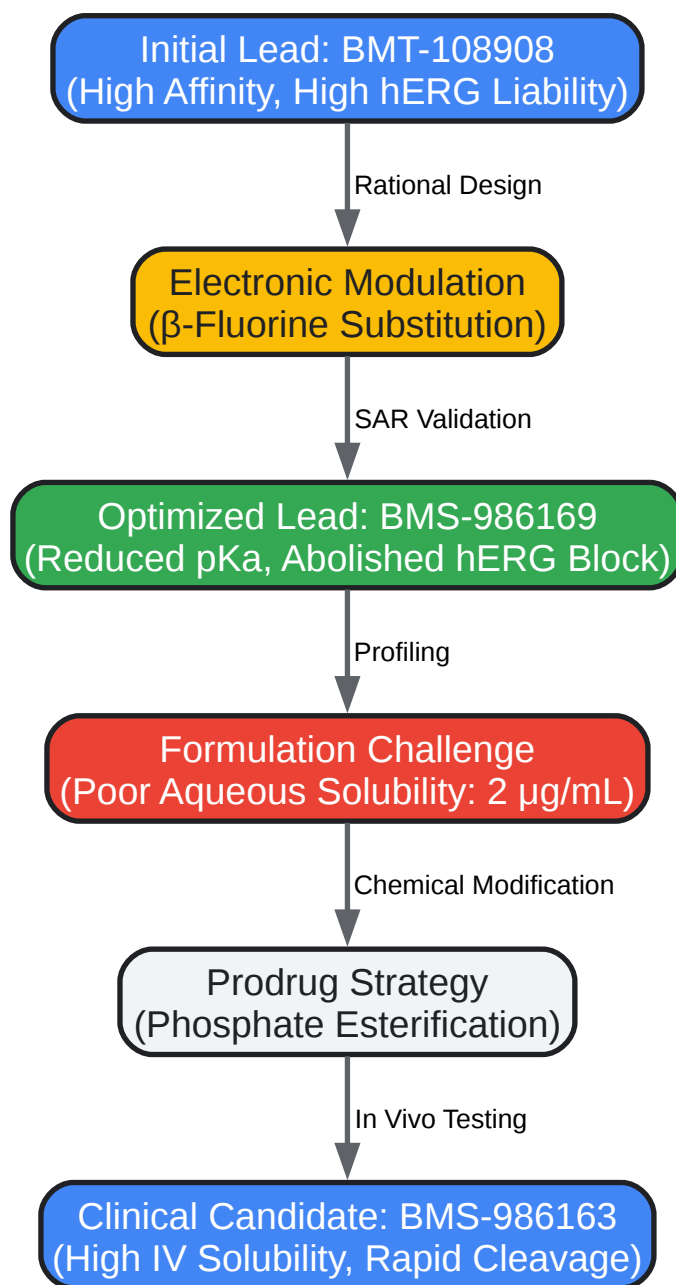 Initial Lead: BMT-108908
(High Affinity, High hERG Liability)
Rational Design
Electronic Modulation
(β-Fluorine Substitution)
SAR Validation
Optimized Lead: BMS-986169
(Reduced pKa, Abolished hERG Block)
Profiling
Formulation Challenge
(Poor Aqueous Solubility: 2 μg/mL)
Chemical Modification
Prodrug Strategy
(Phosphate Esterification)
In Vivo Testing
Clinical Candidate: BMS-986163
(High IV Solubility, Rapid Cleavage)